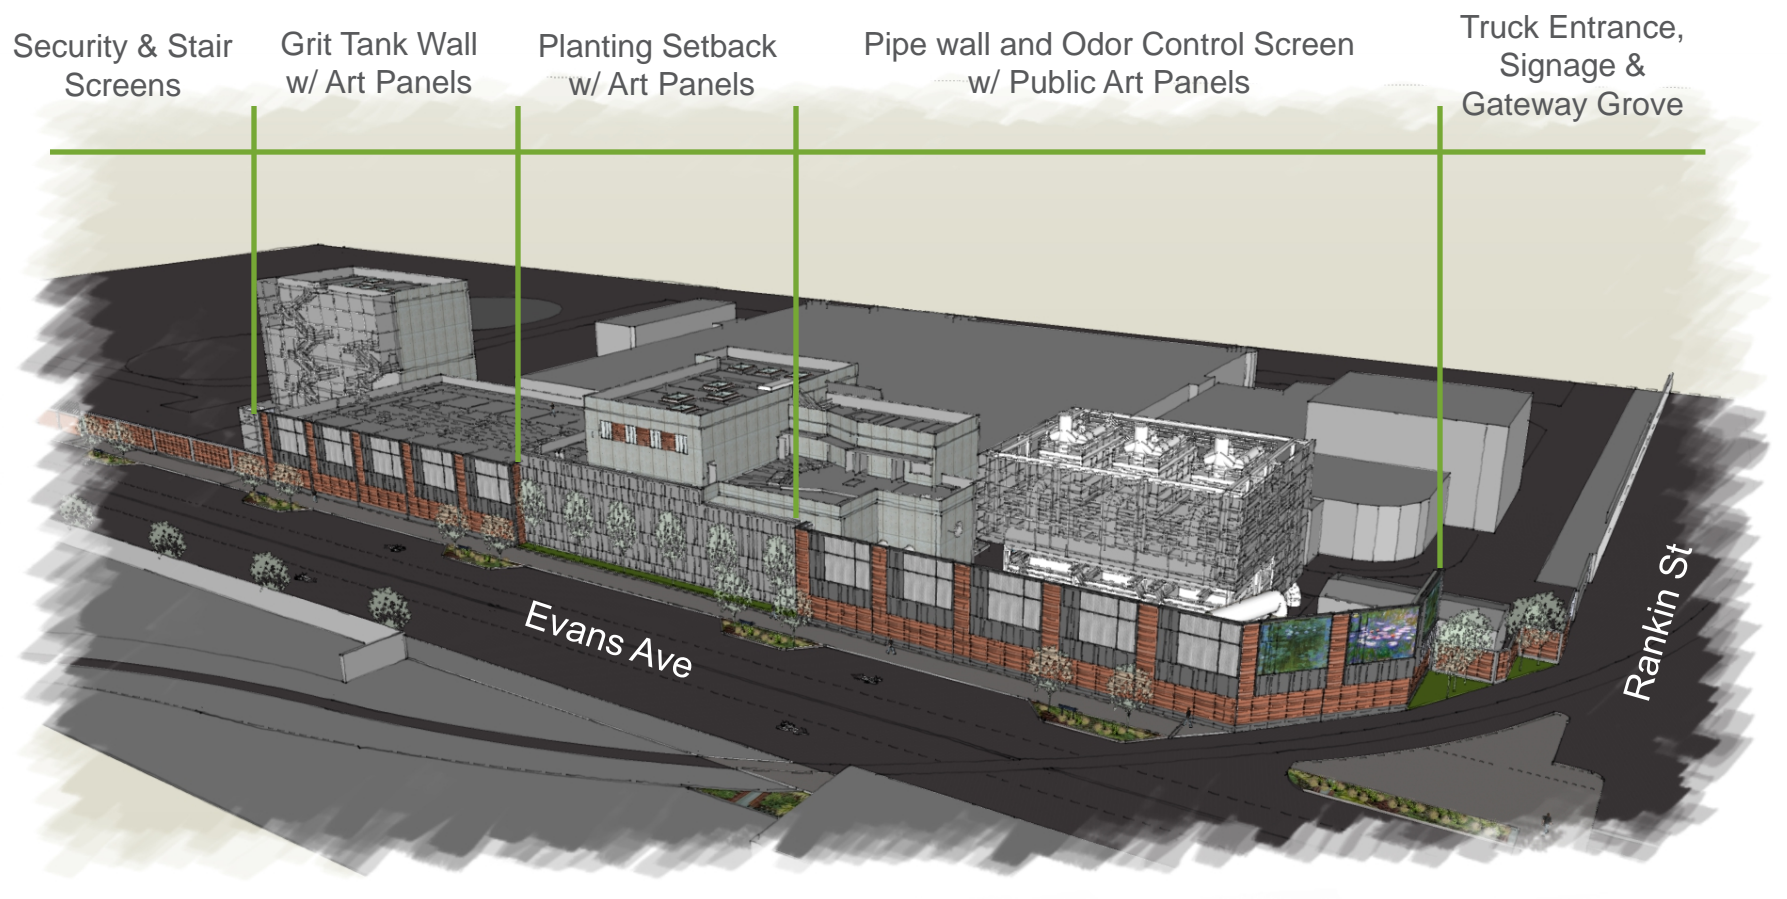 Security & Stair
Screens
Grit Tank Wall
w/ Art Panels
Planting Setback
w/ Art Panels
Pipe wall and Odor Control Screen
w/ Public Art Panels
Truck Entrance,
Signage &
Gateway Grove
Evans Ave
Rankin St